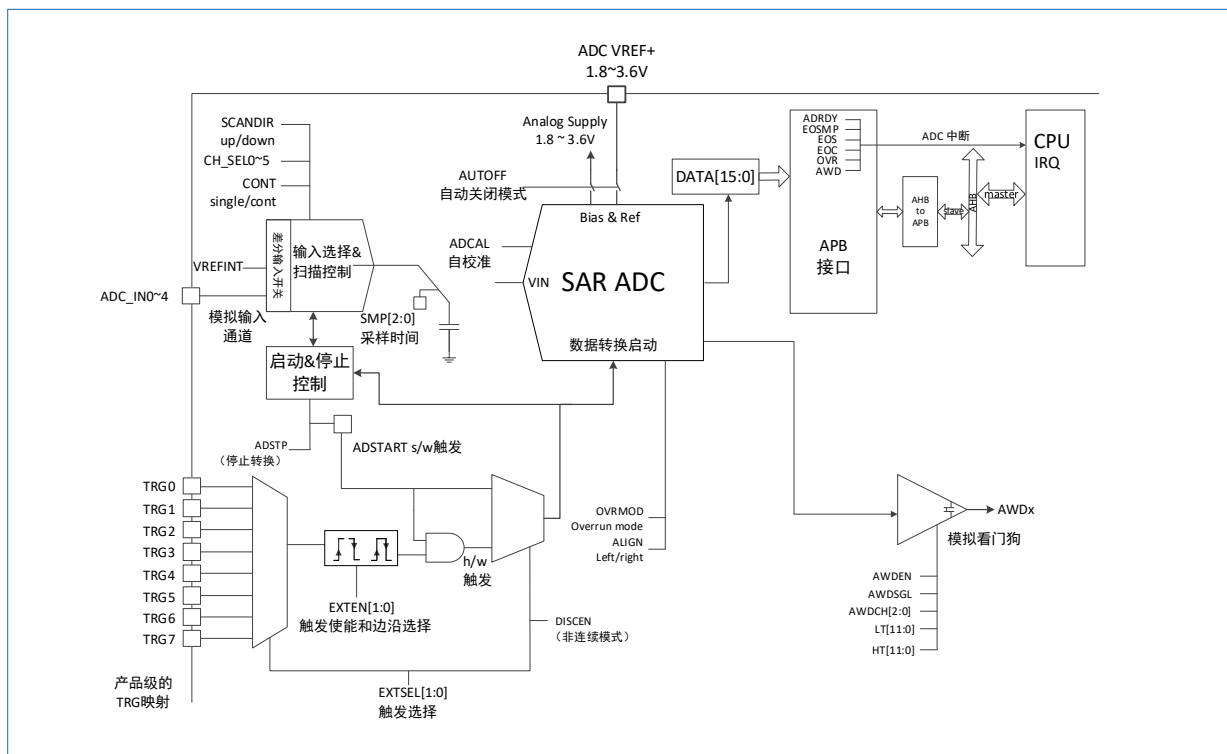 ADC VREF+
1.8~3.6V
SCANDIR
up/down
CH_SEL0~5
CONT
single/cont
Analog Supply
1.8 ~ 3.6V
AUTOFF
自动关闭模式
Bias & Ref
ADCAL
自校准
VIN
SAR ADC
数据转换启动
DATA[15:0]
ADRDY
EOSMP
EOS
EOC
OVR
AWD
APB
接口
ADC 中断
AHB
to
APB
slave
AHB
master
CPU
IRQ
VREFINT
ADC_IN0~4
模拟输入
通道
差分输入开关
输入选择&
扫描控制
SMP[2:0]
采样时间
启动&停止
控制
ADSTP
（停止转换）
ADSTART s/w触发
TRG0
TRG1
TRG2
TRG3
TRG4
TRG5
TRG6
TRG7
产品级的
TRG映射
EXTEN[1:0]
触发使能和边沿选择
h/w
触发
EXTSEL[1:0]
触发选择
DISCEN
（非连续模式）
OVRMOD
Overrun mode
ALIGN
Left/right
AWDx
模拟看门狗
AWDEN
AWDSGL
AWDCH[2:0]
LT[11:0]
HT[11:0]